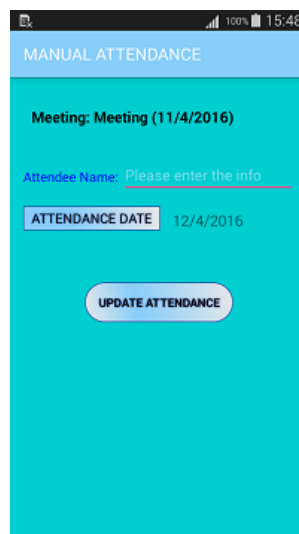 100% 15:48
MANUAL ATTENDANCE
Meeting: Meeting (11/4/2016)
Attendee Name: Please enter the info
ATTENDANCE DATE 12/4/2016
UPDATE ATTENDANCE